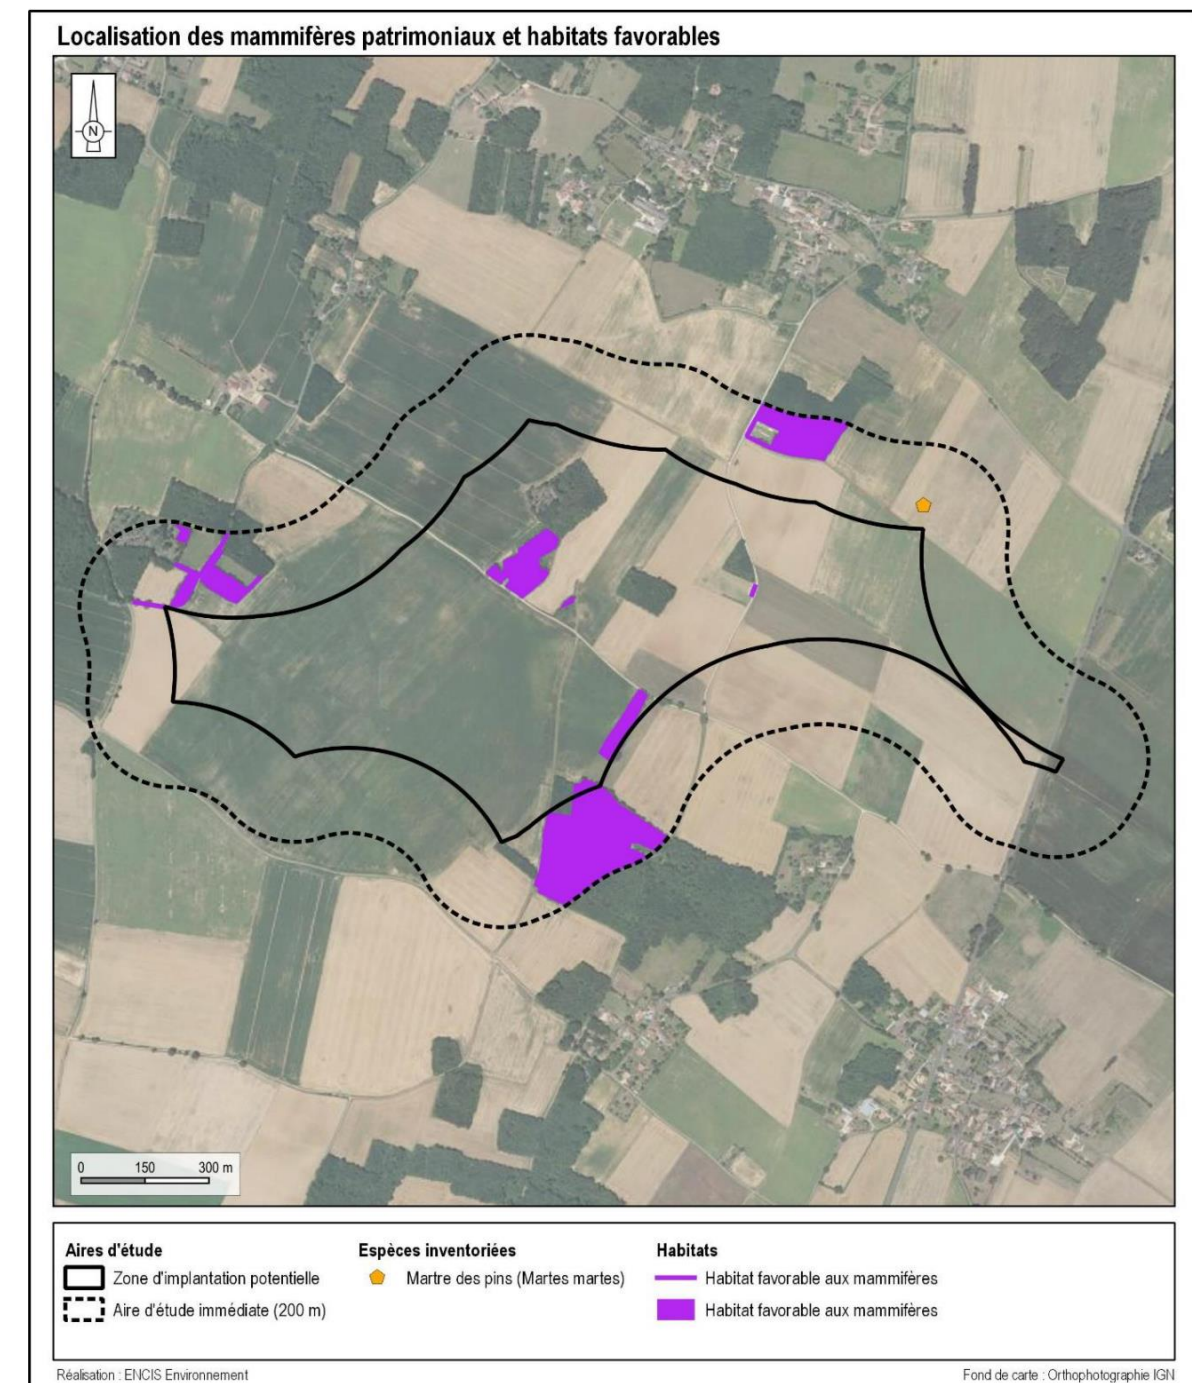 Localisation des mammifères patrimoniaux et habitats favorables
N
0 150 300 m
Aires d'étude
Zone d'implantation potentielle
Aire d'étude immédiate (200 m)
Espèces inventoriées
Martre des pins (Martes martes)
Habitats
Habitat favorable aux mammifères
Habitat favorable aux mammifères
Réalisation : ENCIS Environnement
Fond de carte : Orthophotographie IGN